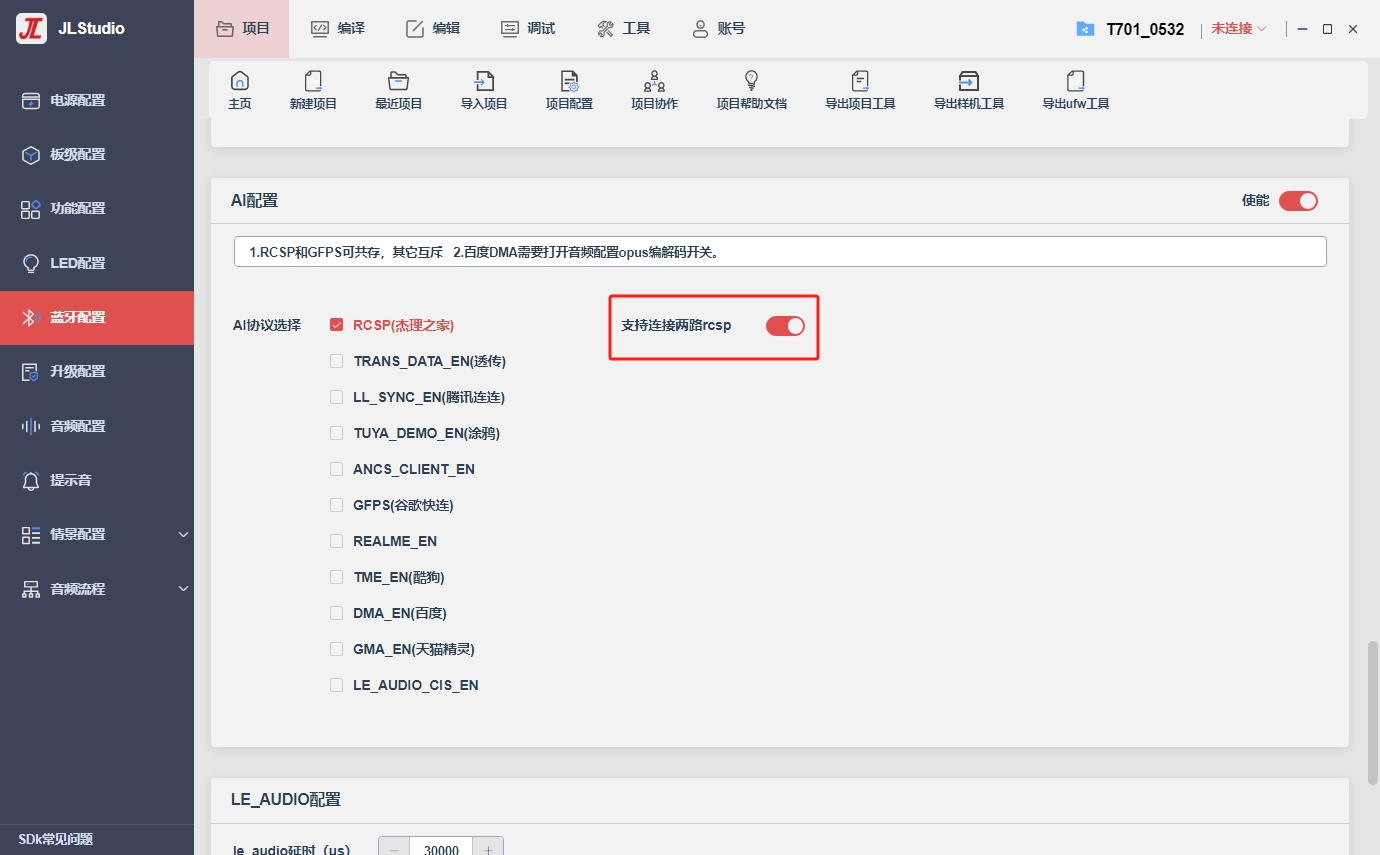 JL JLStudio
项目
编译
编辑
调试
工具
账号
T701_0532
未连接
主页
新建项目
最近项目
导入项目
项目配置
项目协作
项目帮助文档
导出项目工具
导出样机工具
导出ufw工具
电源配置
板级配置
功能配置
LED配置
蓝牙配置
升级配置
音频配置
提示音
情景配置
音频流程
SDk常见问题
AI配置
使能
1.RCSP和GFPS可共存，其它互斥 2.百度DMA需要打开音频配置opus编解码开关。
AI协议选择
RCSP(杰理之家)
支持连接两路rcsp
TRANS_DATA_EN(透传)
LL_SYNC_EN(腾讯连连)
TUYA_DEMO_EN(涂鸦)
ANCS_CLIENT_EN
GFPS(谷歌快连)
REALME_EN
TME_EN(酷狗)
DMA_EN(百度)
GMA_EN(天猫精灵)
LE_AUDIO_CIS_EN
LE_AUDIO配置
le_audio延时（us）
30000